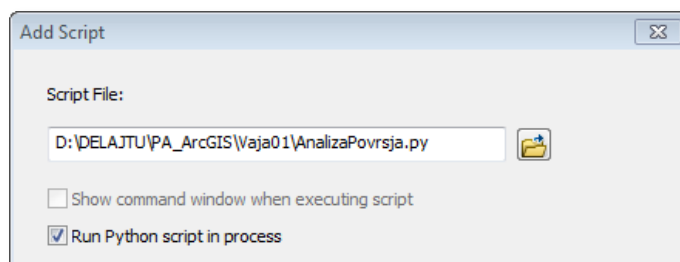 Add Script
Script File:
D:\DELAJTU\PA_ArcGIS\Vaja01\AnalizaPovrsja.py
Show command window when executing script
Run Python script in process